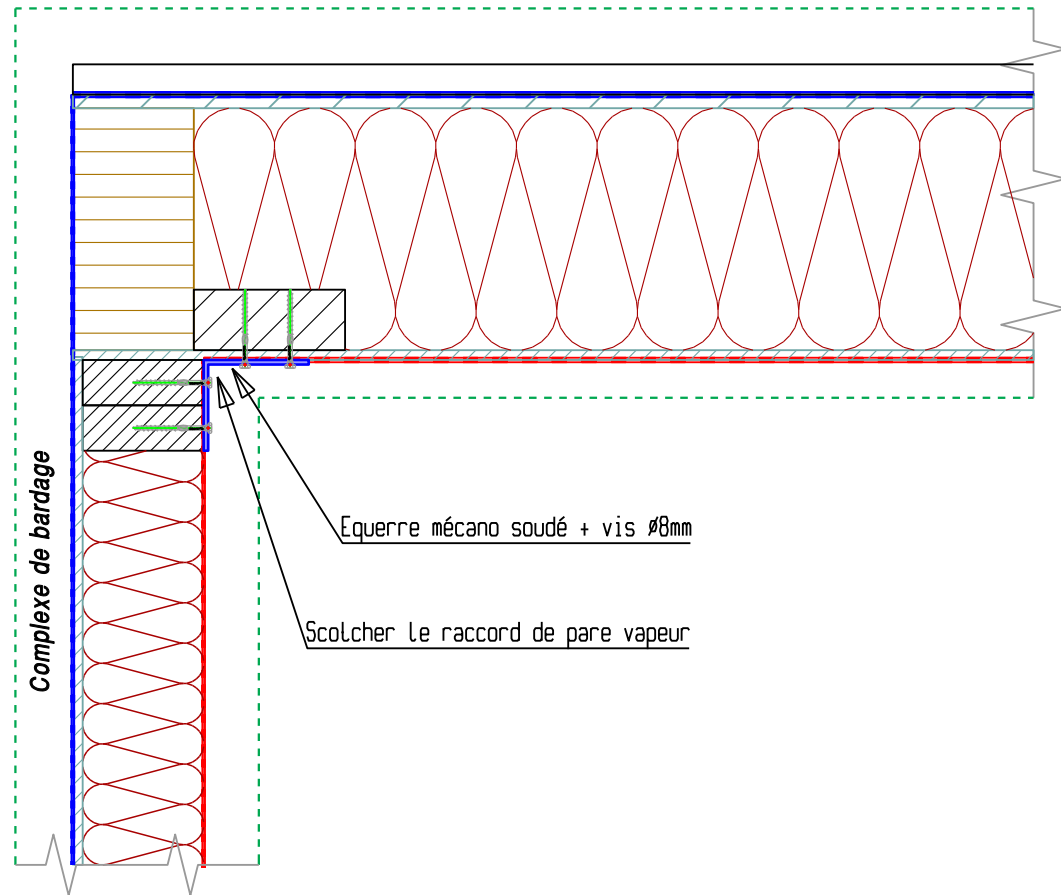 Complexe de bardage
Equerre mécano soudé + vis Ø8mm
Scolcher le raccord de pare vapeur